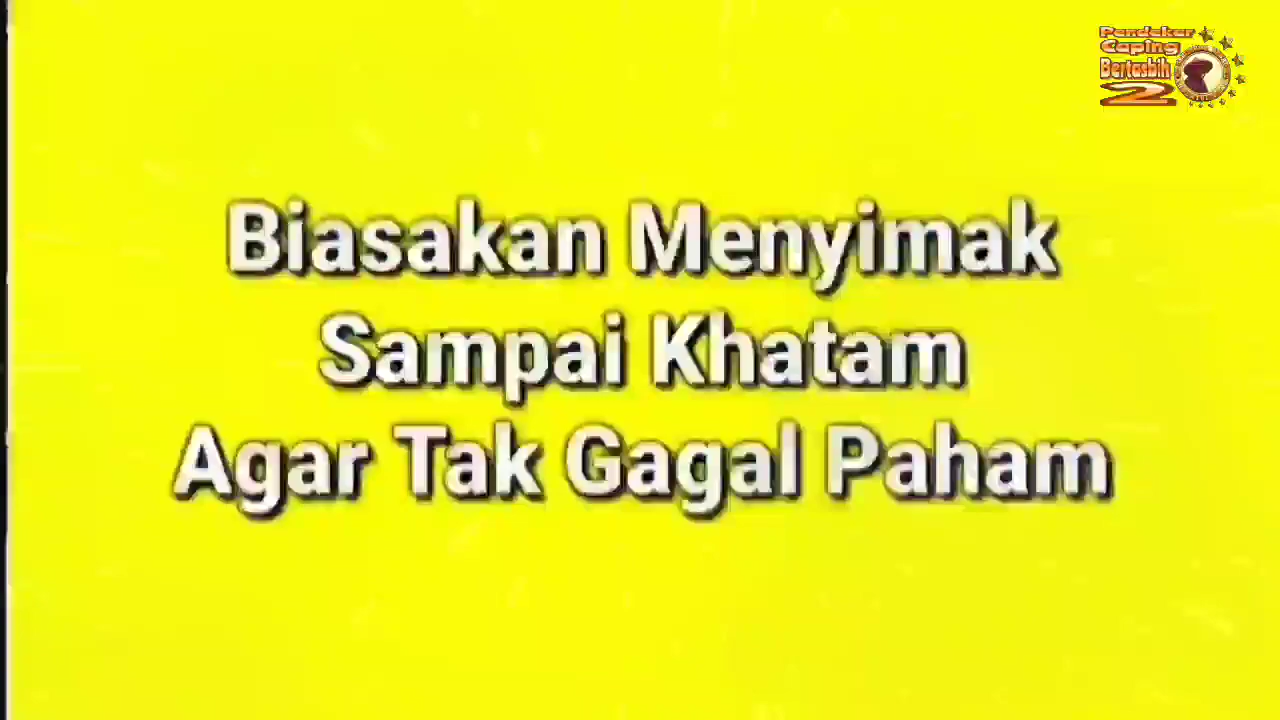 Pendekar
Caping
Bertasbih
2
Biasakan Menyimak
Sampai Khatam
Agar Tak Gagal Paham